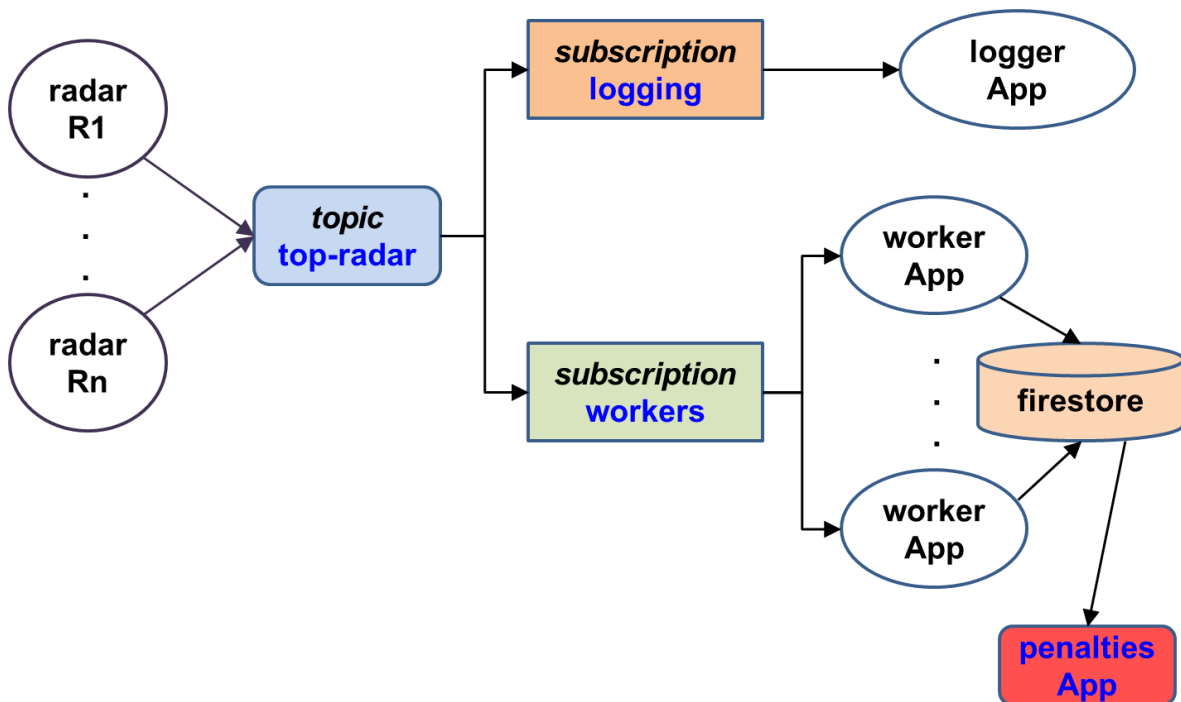 radar
R1
radar
Rn
topic
top-radar
subscription
logging
subscription
workers
logger
App
worker
App
worker
App
firestore
penalties
App